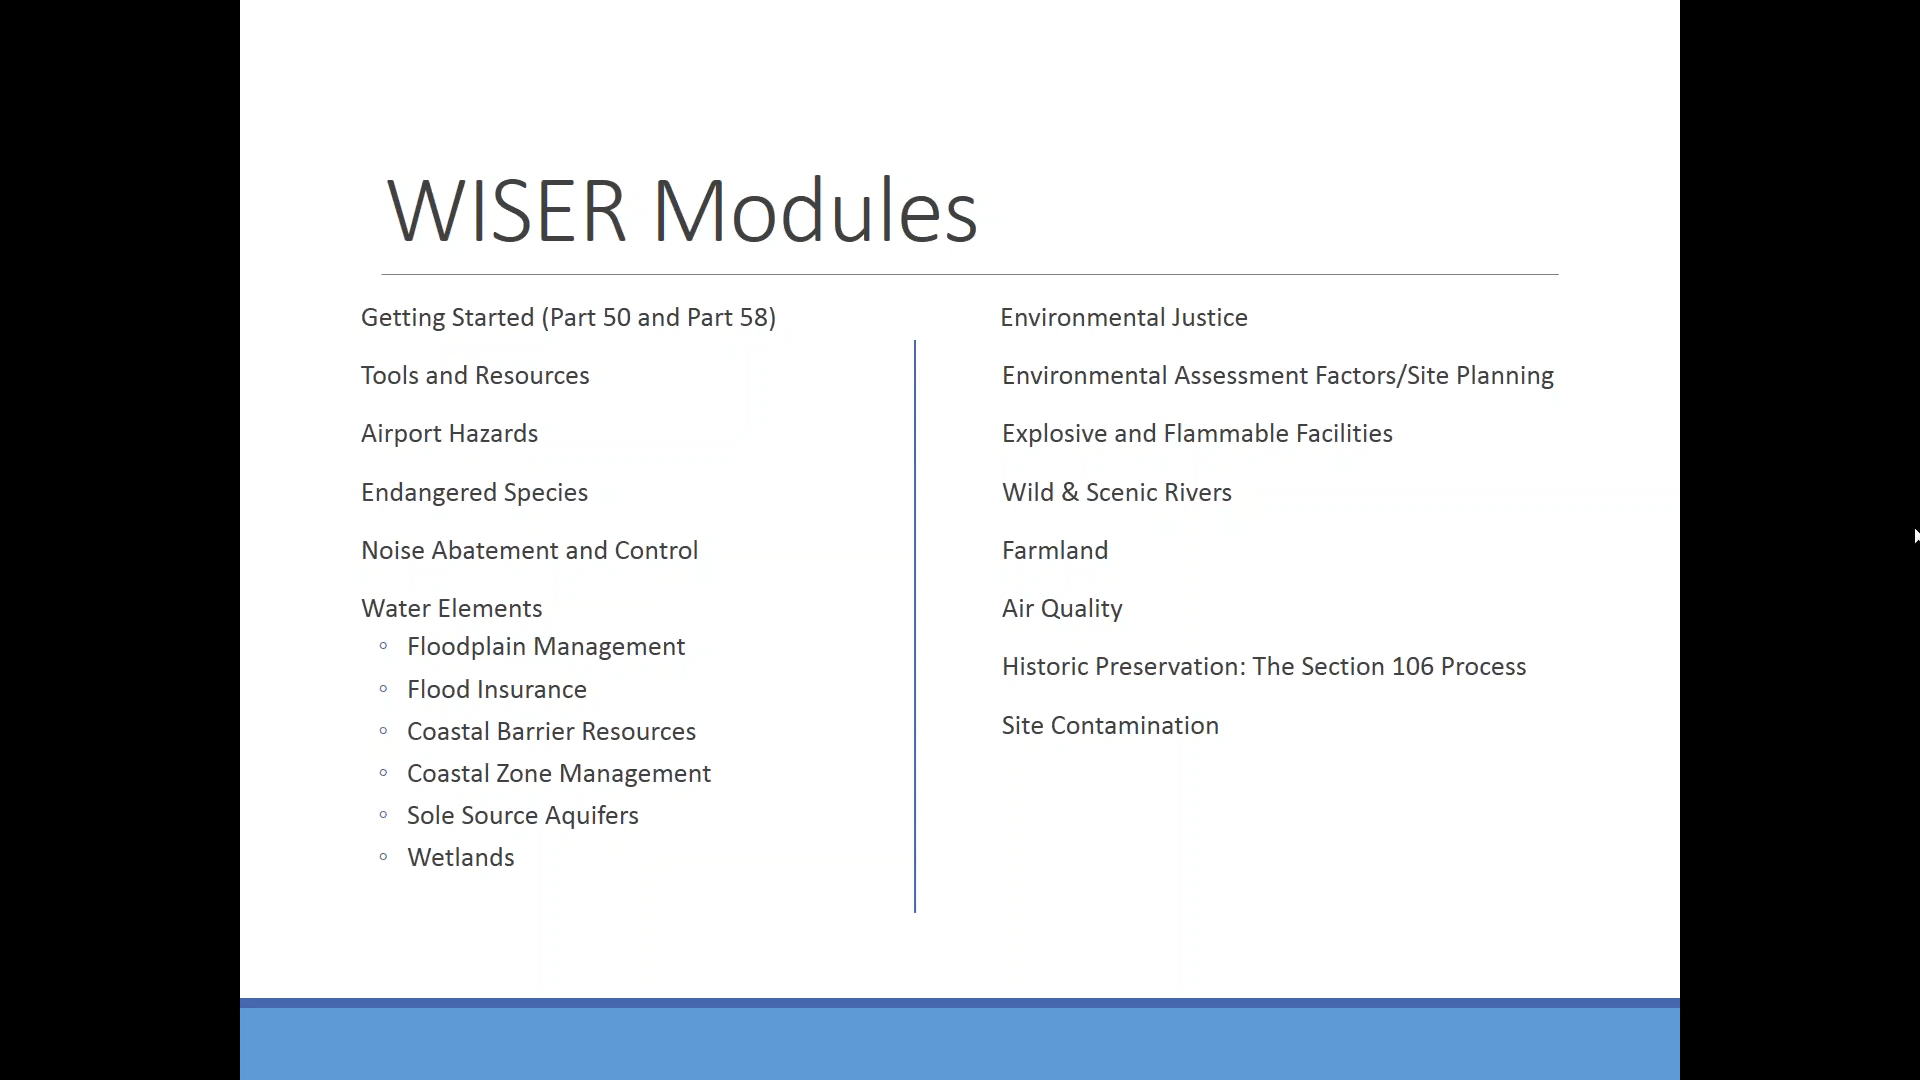 WISER Modules
Getting Started (Part 50 and Part 58)
Tools and Resources
Airport Hazards
Endangered Species
Noise Abatement and Control
Water Elements
◦ Floodplain Management
◦ Flood Insurance
◦ Coastal Barrier Resources
◦ Coastal Zone Management
◦ Sole Source Aquifers
◦ Wetlands
Environmental Justice
Environmental Assessment Factors/Site Planning
Explosive and Flammable Facilities
Wild & Scenic Rivers
Farmland
Air Quality
Historic Preservation: The Section 106 Process
Site Contamination